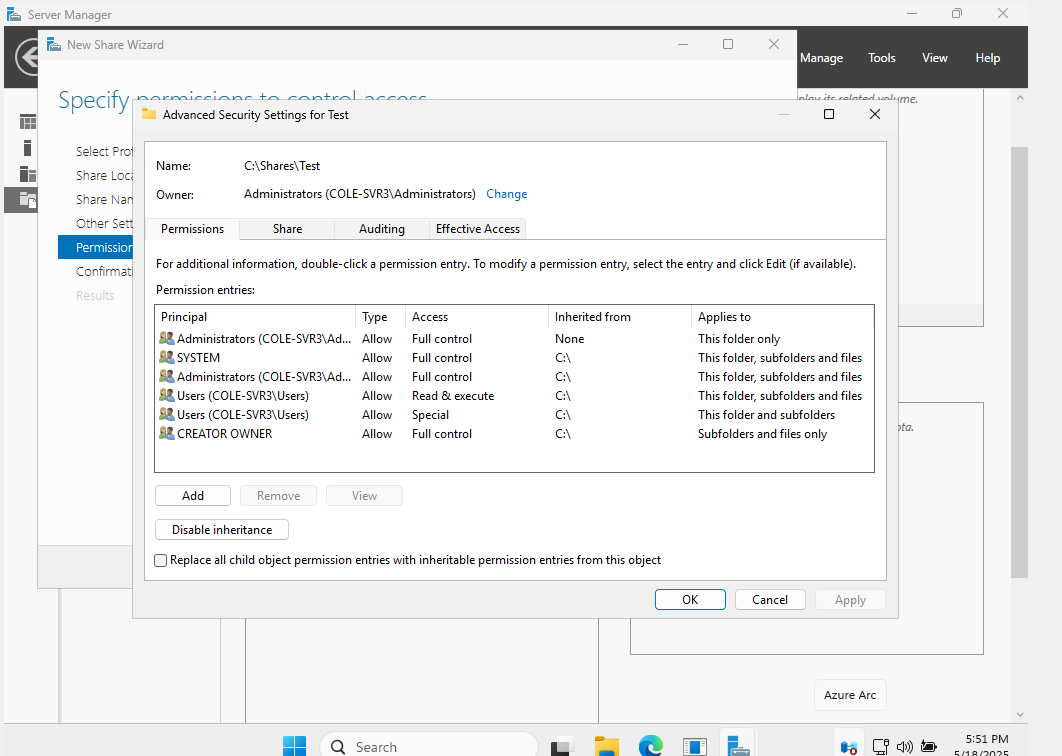 Server Manager
New Share Wizard
Manage Tools View Help
Specify permissions to control access
play its related volume.
Advanced Security Settings for Test
Select Prof
Share Loca
Share Nam
Other Sett
Permission
Confirmati
Results
Name: C:\Shares\Test
Owner: Administrators (COLE-SVR3\Administrators) Change
Permissions Share Auditing Effective Access
For additional information, double-click a permission entry. To modify a permission entry, select the entry and click Edit (if available).
Permission entries:
Principal Type Access Inherited from Applies to
Administrators (COLE-SVR3\Ad... Allow Full control None This folder only
SYSTEM Allow Full control C:\ This folder, subfolders and files
Administrators (COLE-SVR3\Ad... Allow Full control C:\ This folder, subfolders and files
Users (COLE-SVR3\Users) Allow Read & execute C:\ This folder, subfolders and files
Users (COLE-SVR3\Users) Allow Special C:\ This folder and subfolders
CREATOR OWNER Allow Full control C:\ Subfolders and files only
ota.
Add Remove View
Disable inheritance
Replace all child object permission entries with inheritable permission entries from this object
OK Cancel Apply
Azure Arc
Search
5:51 PM
5/18/2025